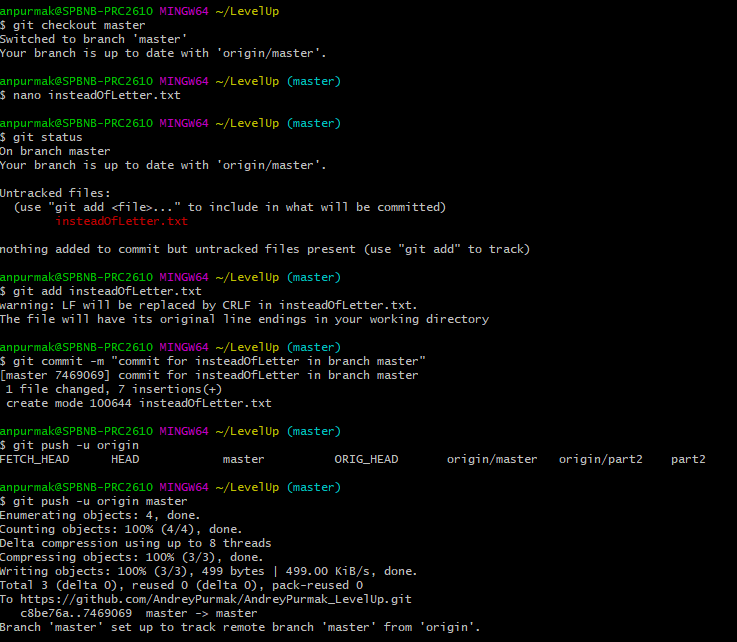 anpurmak@SPBNB-PRC2610 MINGW64 ~/LevelUp
$ git checkout master
Switched to branch 'master'
Your branch is up to date with 'origin/master'.

anpurmak@SPBNB-PRC2610 MINGW64 ~/LevelUp (master)
$ nano insteadOfLetter.txt

anpurmak@SPBNB-PRC2610 MINGW64 ~/LevelUp (master)
$ git status
On branch master
Your branch is up to date with 'origin/master'.

Untracked files:
  (use "git add <file>..." to include in what will be committed)
        insteadOfLetter.txt

nothing added to commit but untracked files present (use "git add" to track)

anpurmak@SPBNB-PRC2610 MINGW64 ~/LevelUp (master)
$ git add insteadOfLetter.txt
warning: LF will be replaced by CRLF in insteadOfLetter.txt.
The file will have its original line endings in your working directory

anpurmak@SPBNB-PRC2610 MINGW64 ~/LevelUp (master)
$ git commit -m "commit for insteadOfLetter in branch master"
[master 7469069] commit for insteadOfLetter in branch master
 1 file changed, 7 insertions(+)
 create mode 100644 insteadOfLetter.txt

anpurmak@SPBNB-PRC2610 MINGW64 ~/LevelUp (master)
$ git push -u origin
FETCH_HEAD      HEAD            master          ORIG_HEAD       origin/master   origin/part2    part2

anpurmak@SPBNB-PRC2610 MINGW64 ~/LevelUp (master)
$ git push -u origin master
Enumerating objects: 4, done.
Counting objects: 100% (4/4), done.
Delta compression using up to 8 threads
Compressing objects: 100% (3/3), done.
Writing objects: 100% (3/3), 499 bytes | 499.00 KiB/s, done.
Total 3 (delta 0), reused 0 (delta 0), pack-reused 0
To https://github.com/AndreyPurmak/AndreyPurmak_LevelUp.git
   c8be76a..7469069  master -> master
Branch 'master' set up to track remote branch 'master' from 'origin'.